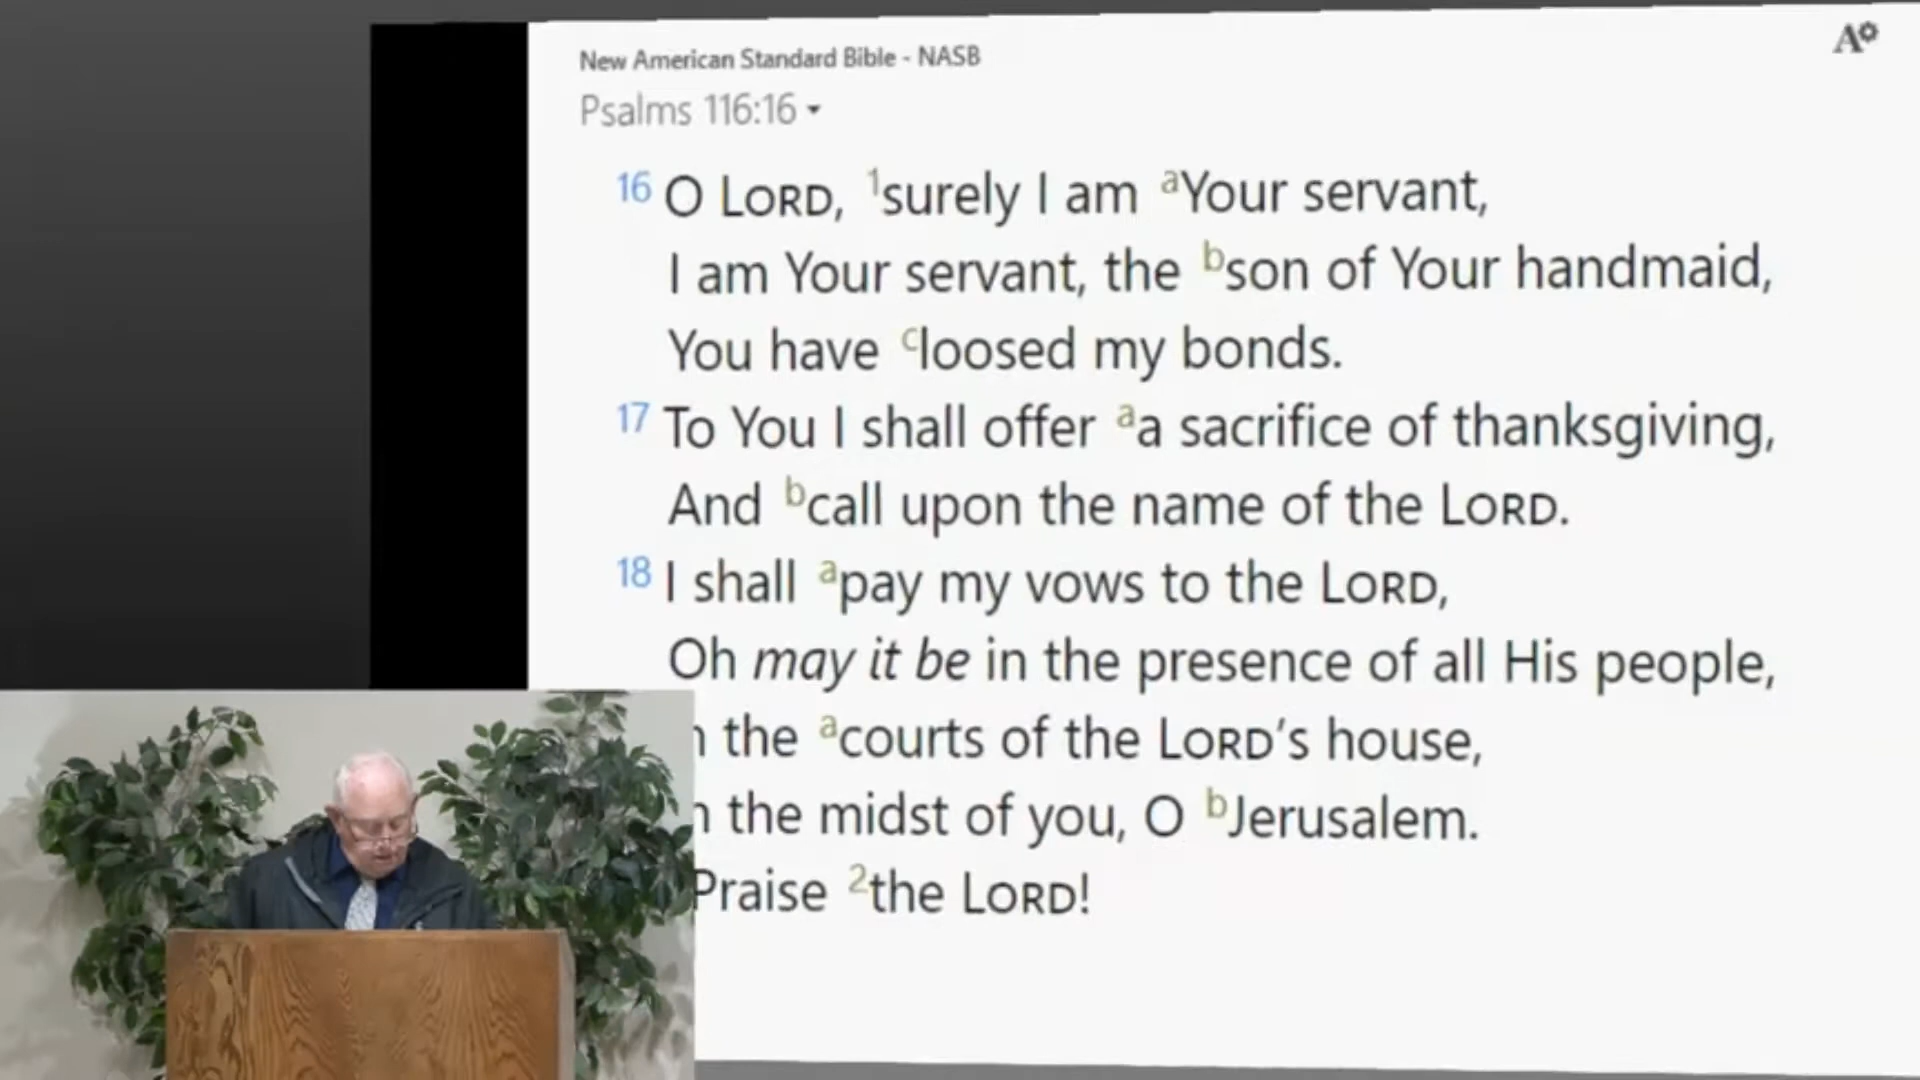 New American Standard Bible - NASB
Psalms 116:16
16 O LORD, 1surely I am aYour servant,
I am Your servant, the bson of Your handmaid,
You have cloosed my bonds.
17 To You I shall offer aa sacrifice of thanksgiving,
And bcall upon the name of the LORD.
18 I shall apay my vows to the LORD,
Oh may it be in the presence of all His people,
n the acourts of the LORD's house,
n the midst of you, O bJerusalem.
Praise 2the LORD!